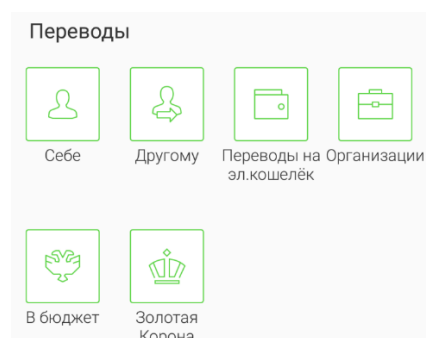 Переводы
Себе
Другому
Переводы на
эл.кошелёк
Организации
В бюджет
Золотая
Корона